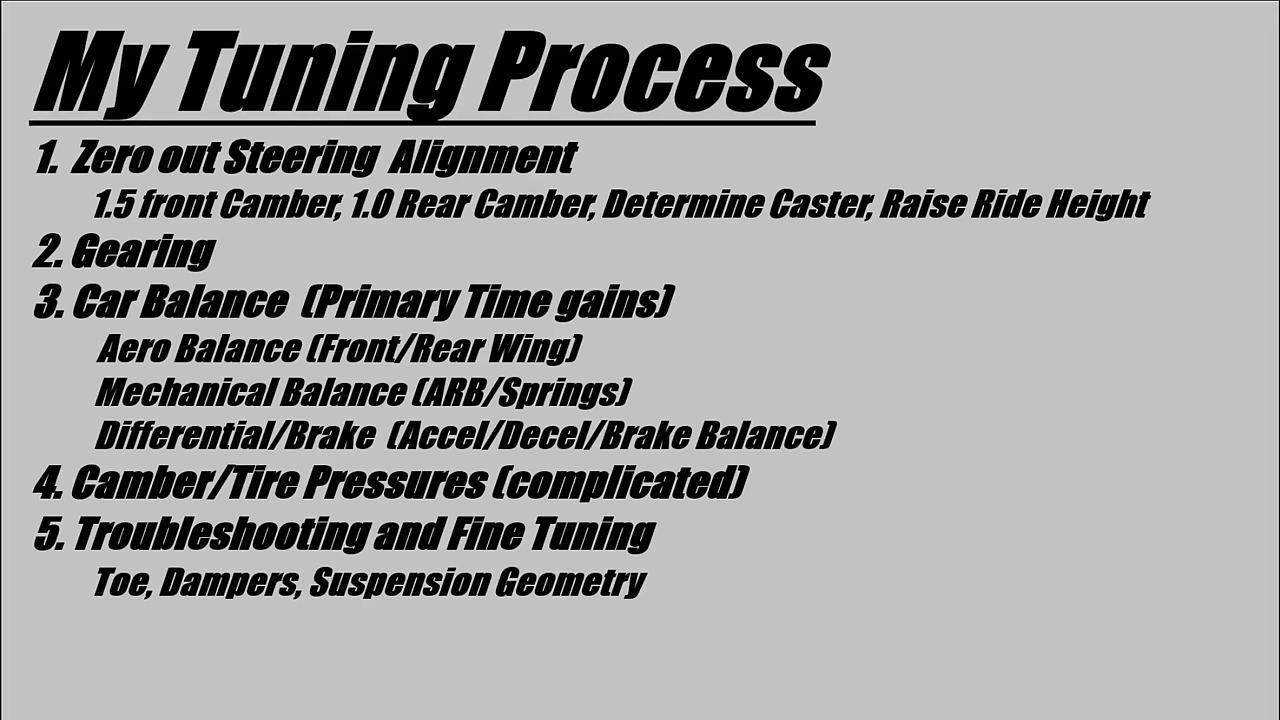 My Tuning Process
1. Zero out Steering Alignment
1.5 front Camber, 1.0 Rear Camber, Determine Caster, Raise Ride Height
2. Gearing
3. Car Balance (Primary Time gains)
Aero Balance (Front/Rear Wing)
Mechanical Balance (ARB/Springs)
Differential/Brake (Accel/Decel/Brake Balance)
4. Camber/Tire Pressures (complicated)
5. Troubleshooting and Fine Tuning
Toe, Dampers, Suspension Geometry